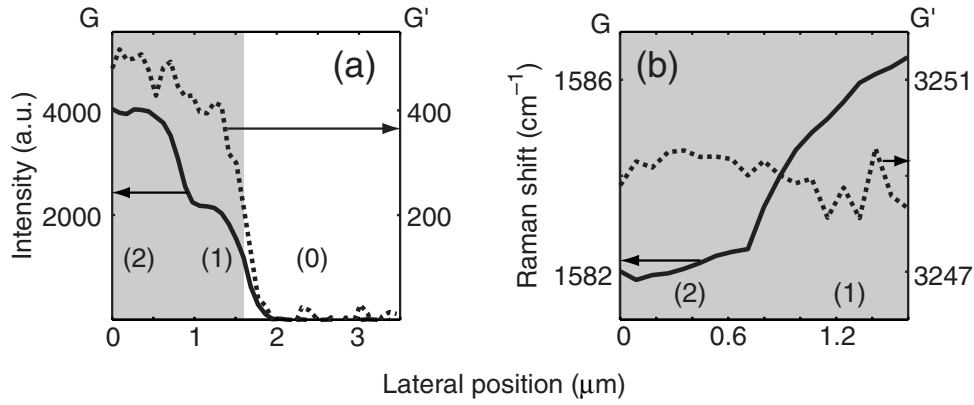 G G' G G'
(a) (b)
Intensity (a.u.)
4000
2000
400
200
(2) (1) (0)
0 1 2 3
Raman shift (cm⁻¹)
1586
1582
3251
3247
(2) (1)
0 0.6 1.2
Lateral position (μm)